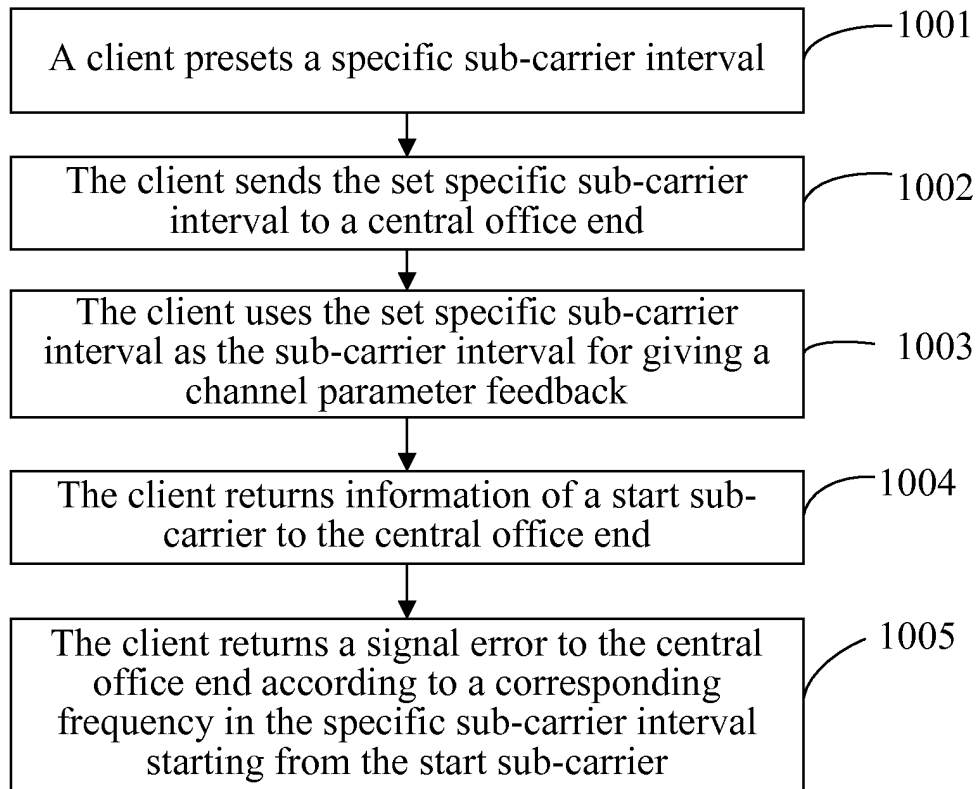 A client presets a specific sub-carrier interval
1001
The client sends the set specific sub-carrier
interval to a central office end
1002
The client uses the set specific sub-carrier
interval as the sub-carrier interval for giving a
channel parameter feedback
1003
The client returns information of a start sub-
carrier to the central office end
1004
The client returns a signal error to the central
office end according to a corresponding
frequency in the specific sub-carrier interval
starting from the start sub-carrier
1005